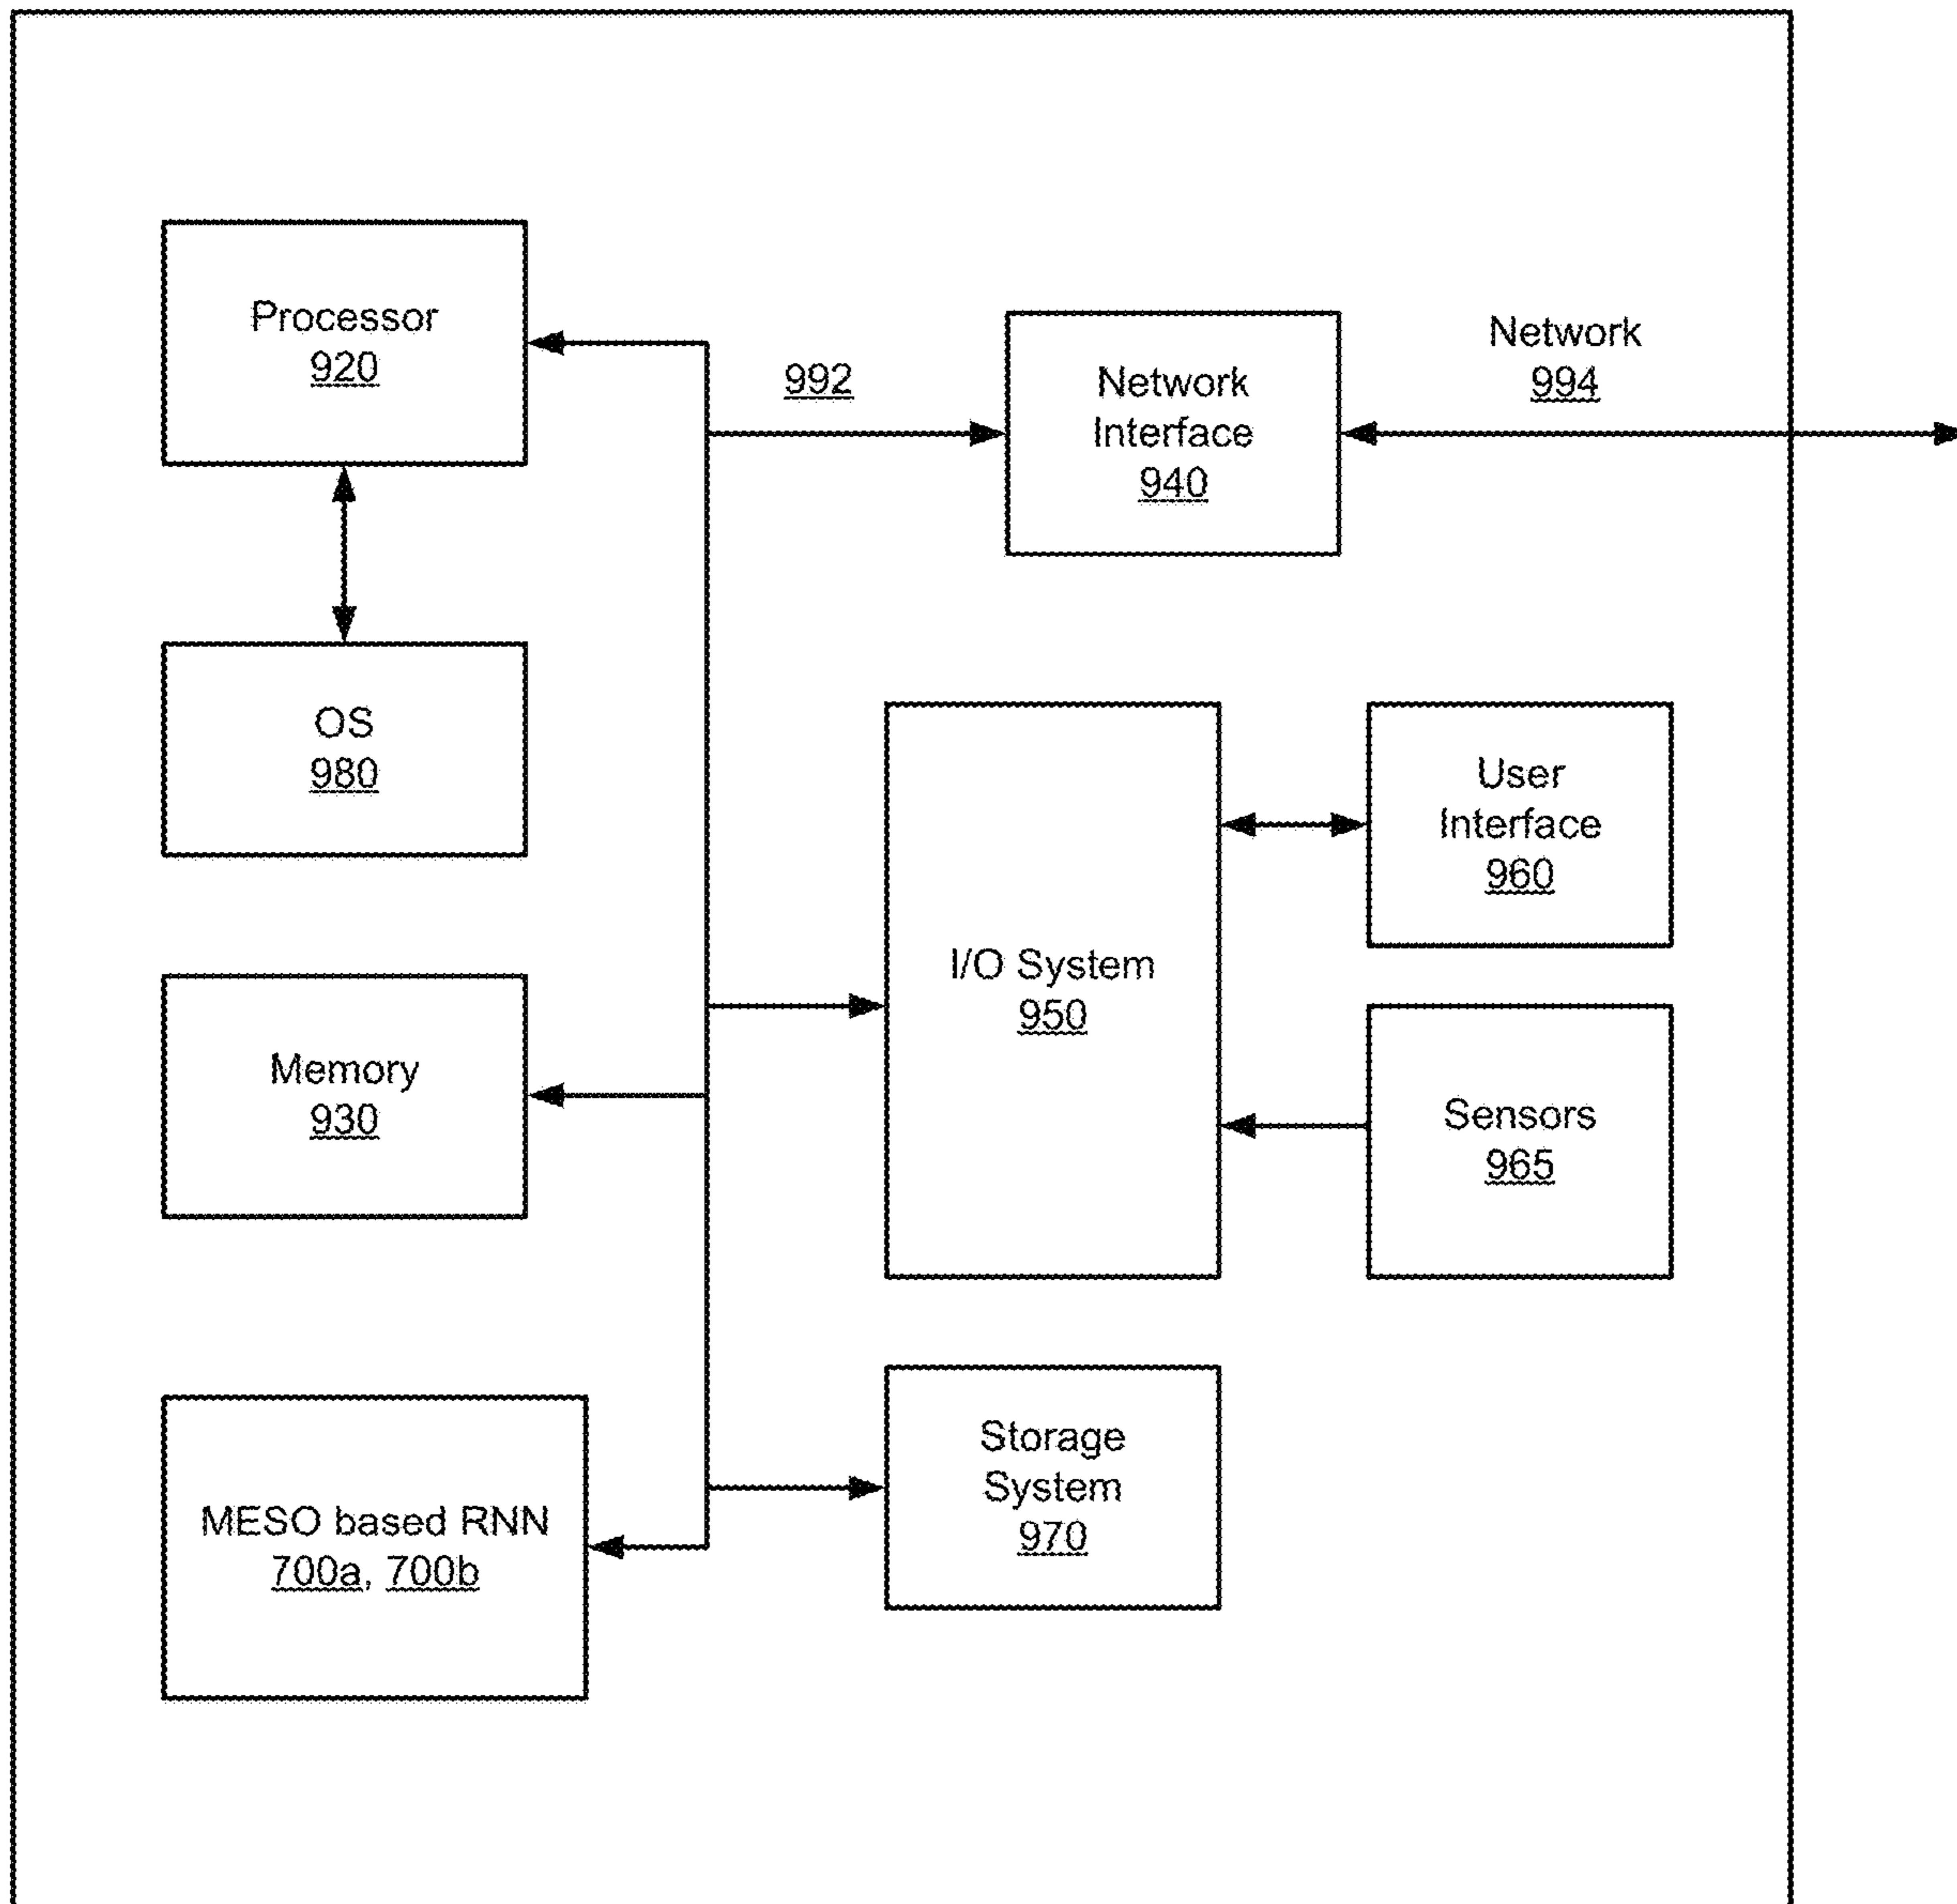 Processor
920
992
Network
Interface
940
Network
994
OS
980
User
Interface
960
I/O System
950
Memory
930
Sensors
965
Storage
System
970
MESO based RNN
700a, 700b